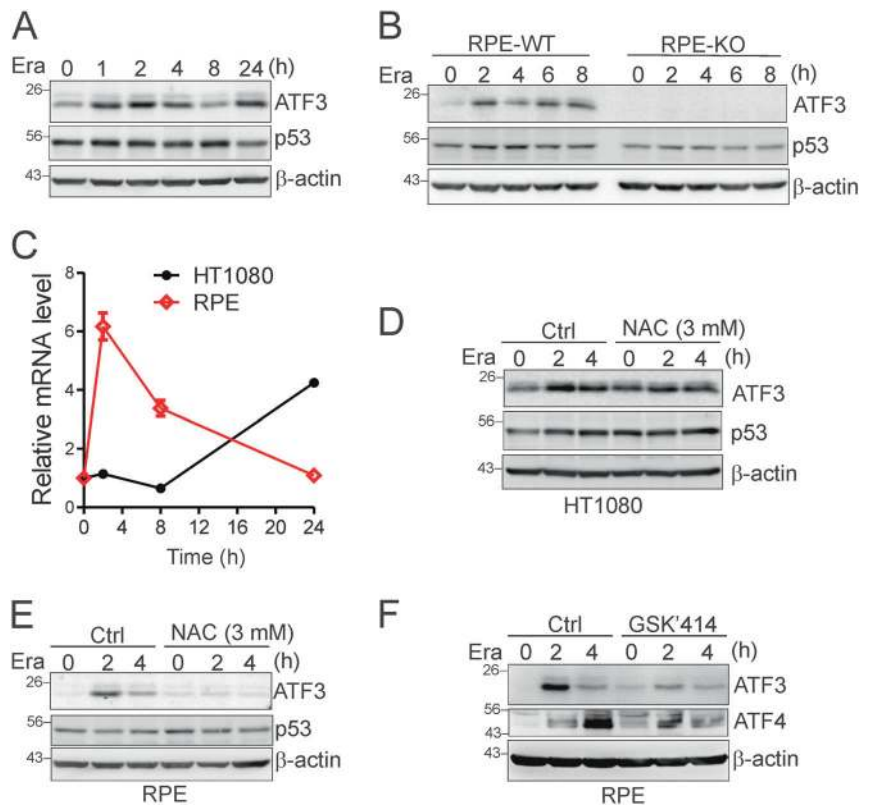 A
Era 0 1 2 4 8 24 (h)
26
ATF3
56
p53
43
β-actin
B
RPE-WT RPE-KO
Era 0 2 4 6 8 0 2 4 6 8 (h)
26
ATF3
56
p53
43
β-actin
C
HT1080
RPE
Relative mRNA level
8
6
4
2
0
0 4 8 12 16 20 24
Time (h)
D
Ctrl NAC (3 mM)
Era 0 2 4 0 2 4 (h)
26
ATF3
56
p53
43
β-actin
HT1080
E
Ctrl NAC (3 mM)
Era 0 2 4 0 2 4 (h)
26
ATF3
56
p53
43
β-actin
RPE
F
Ctrl GSK'414
Era 0 2 4 0 2 4 (h)
26
ATF3
56
ATF4
43
β-actin
RPE